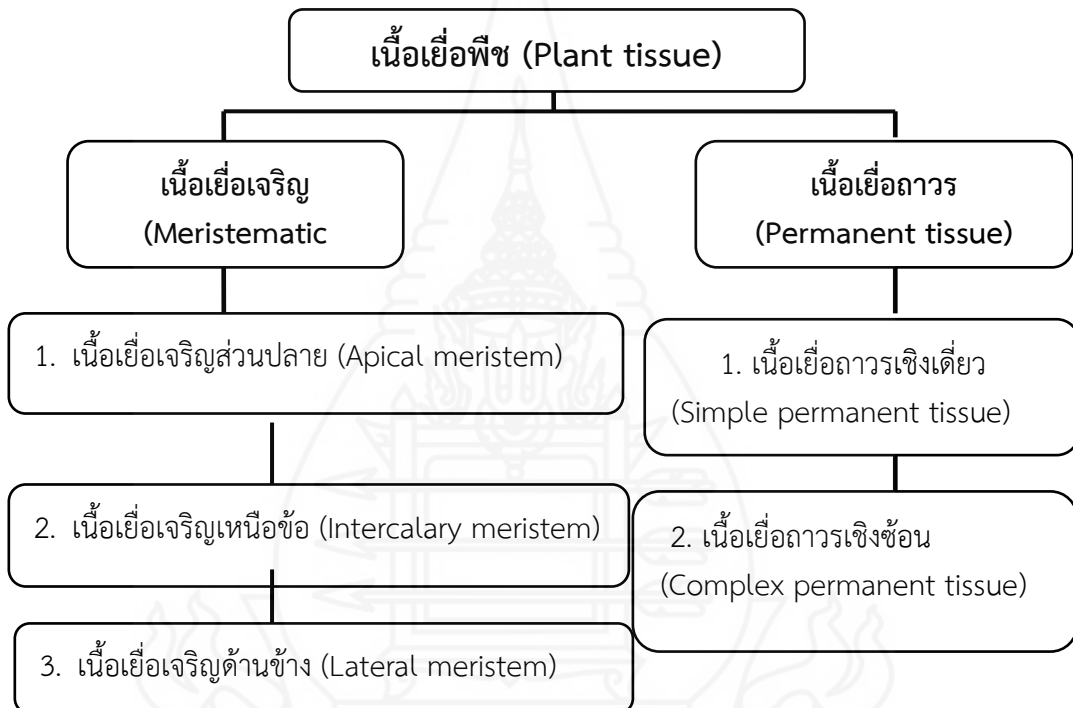 เนื้อเยื่อพืช (Plant tissue)
เนื้อเยื่อเจริญ
(Meristematic
1. เนื้อเยื่อเจริญส่วนปลาย (Apical meristem)
2. เนื้อเยื่อเจริญเหนือข้อ (Intercalary meristem)
3. เนื้อเยื่อเจริญด้านข้าง (Lateral meristem)
เนื้อเยื่อถาวร
(Permanent tissue)
1. เนื้อเยื่อถาวรเชิงเดี่ยว
(Simple permanent tissue)
2. เนื้อเยื่อถาวรเชิงซ้อน
(Complex permanent tissue)